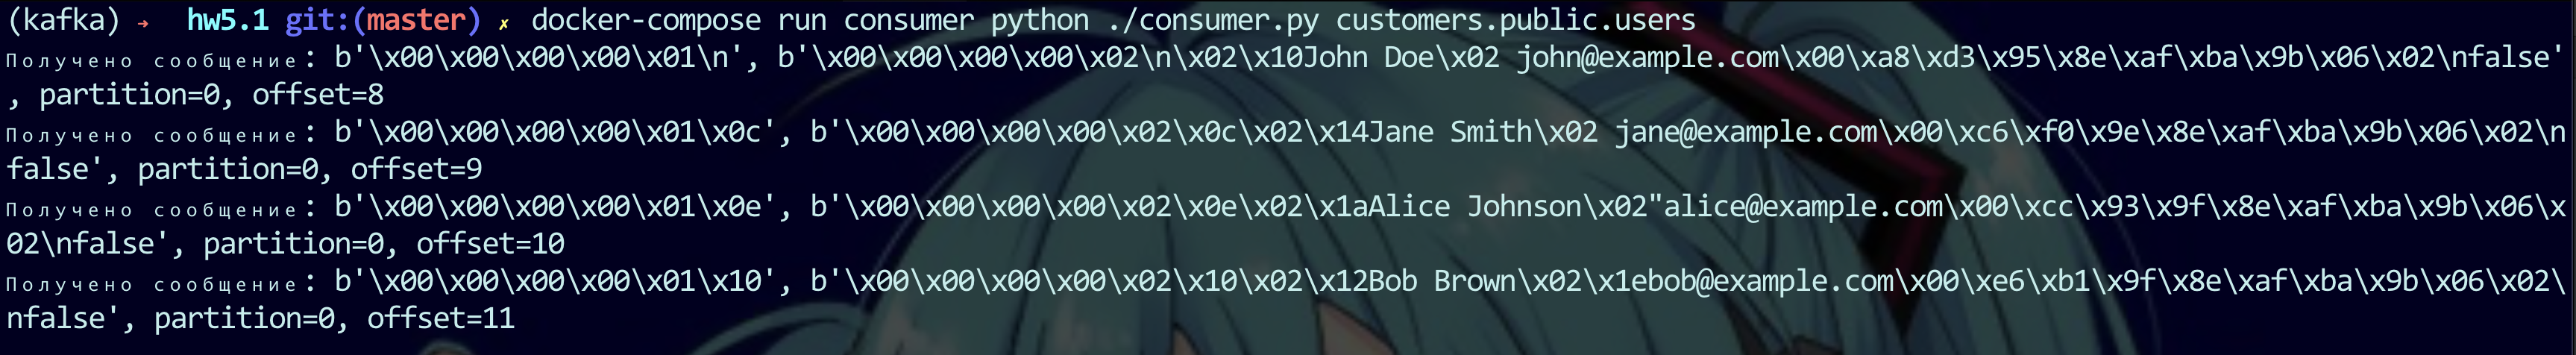 (kafka) → hw5.1 git:(master) ✗ docker-compose run consumer python ./consumer.py customers.public.users
Получено сообщение: b'\x00\x00\x00\x00\x01\n', b'\x00\x00\x00\x00\x02\n\x02\x10John Doe\x02 john@example.com\x00\xa8\xd3\x95\x8e\xaf\xba\x9b\x06\x02\nfalse'
, partition=0, offset=8
Получено сообщение: b'\x00\x00\x00\x00\x01\x0c', b'\x00\x00\x00\x00\x02\x0c\x02\x14Jane Smith\x02 jane@example.com\x00\xc6\xf0\x9e\x8e\xaf\xba\x9b\x06\x02\n
false', partition=0, offset=9
Получено сообщение: b'\x00\x00\x00\x00\x01\x0e', b'\x00\x00\x00\x00\x02\x0e\x02\x1aAlice Johnson\x02"alice@example.com\x00\xcc\x93\x9f\x8e\xaf\xba\x9b\x06\x
02\nfalse', partition=0, offset=10
Получено сообщение: b'\x00\x00\x00\x00\x01\x10', b'\x00\x00\x00\x00\x02\x10\x02\x12Bob Brown\x02\x1ebob@example.com\x00\xe6\xb1\x9f\x8e\xaf\xba\x9b\x06\x02\
nfalse', partition=0, offset=11